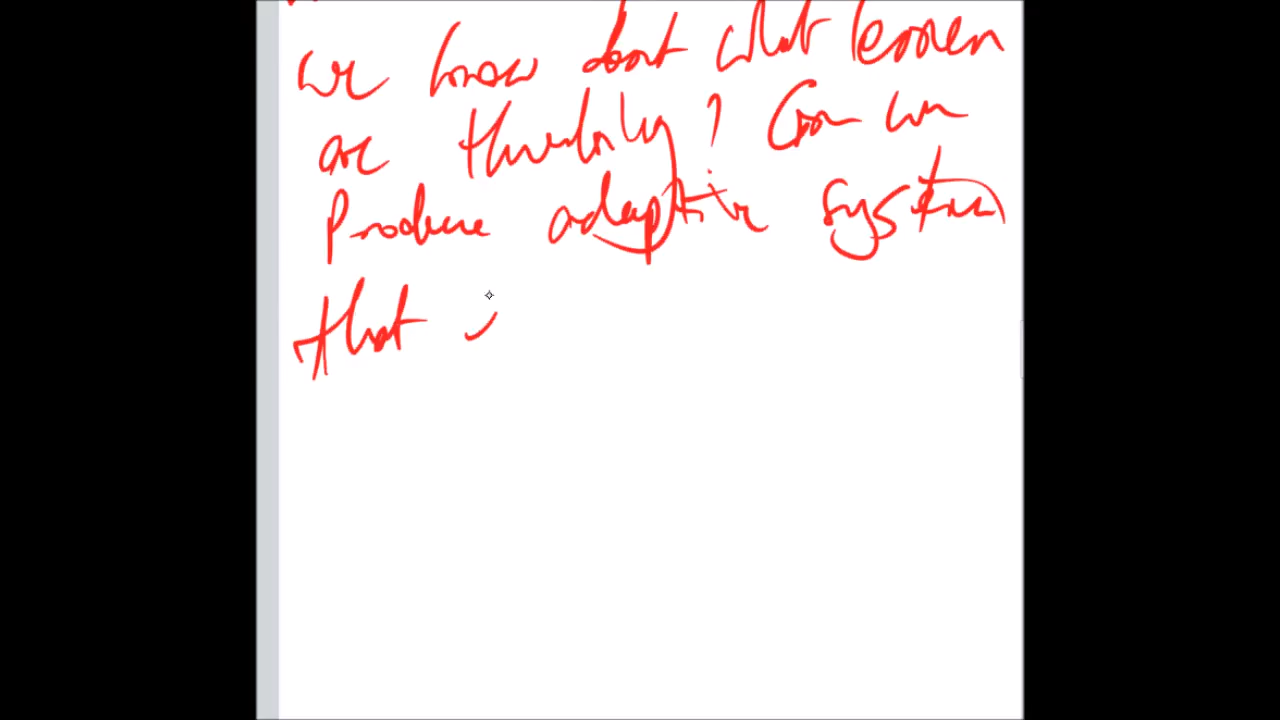 we know about what learners
are thinking? Can we
Produce adaptive systems
that